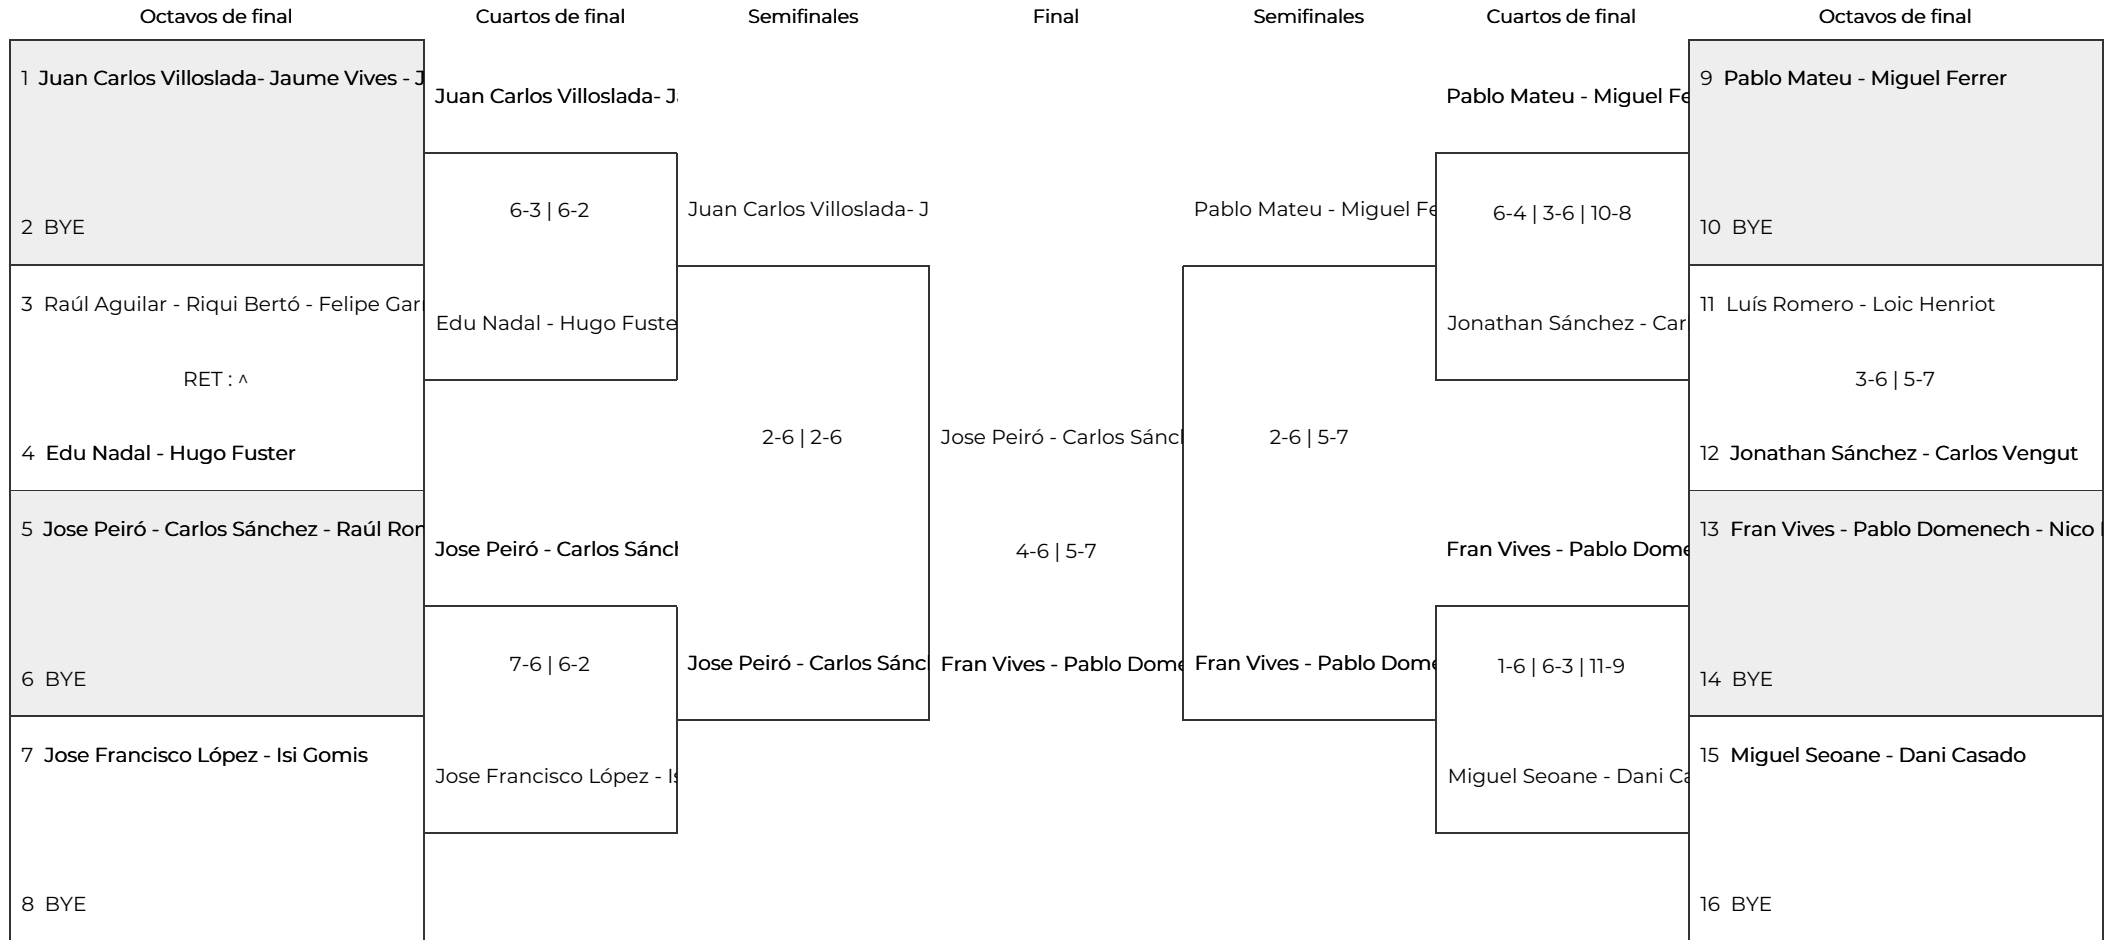 Octavos de final
Cuartos de final
Semifinales
Final
Semifinales
Cuartos de final
Octavos de final
1 Juan Carlos Villoslada- Jaume Vives - J
2 BYE
3 Raúl Aguilar - Riqui Bertó - Felipe Gar
RET : ^
4 Edu Nadal - Hugo Fuster
5 Jose Peiró - Carlos Sánchez - Raúl Ron
6 BYE
7 Jose Francisco López - Isi Gomis
8 BYE
Juan Carlos Villoslada- J
6-3 | 6-2
Edu Nadal - Hugo Fuste
Jose Peiró - Carlos Sánch
7-6 | 6-2
Jose Francisco López - Is
Juan Carlos Villoslada- J
2-6 | 2-6
Jose Peiró - Carlos Sánc
Jose Peiró - Carlos Sánc
4-6 | 5-7
Fran Vives - Pablo Dome
Pablo Mateu - Miguel Fe
2-6 | 5-7
Fran Vives - Pablo Dome
Pablo Mateu - Miguel Fe
6-4 | 3-6 | 10-8
Jonathan Sánchez - Car
Fran Vives - Pablo Dome
1-6 | 6-3 | 11-9
Miguel Seoane - Dani Ca
9 Pablo Mateu - Miguel Ferrer
10 BYE
11 Luís Romero - Loic Henriot
3-6 | 5-7
12 Jonathan Sánchez - Carlos Vengut
13 Fran Vives - Pablo Domenech - Nico
14 BYE
15 Miguel Seoane - Dani Casado
16 BYE